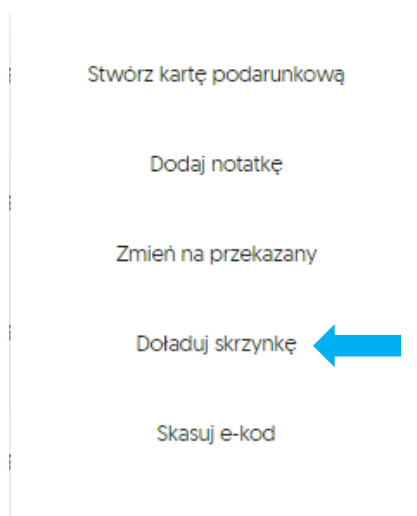 Stwórz kartę podarunkową
Dodaj notatkę
Zmień na przekazany
Doładuj skrzynkę
Skasuj e-kod